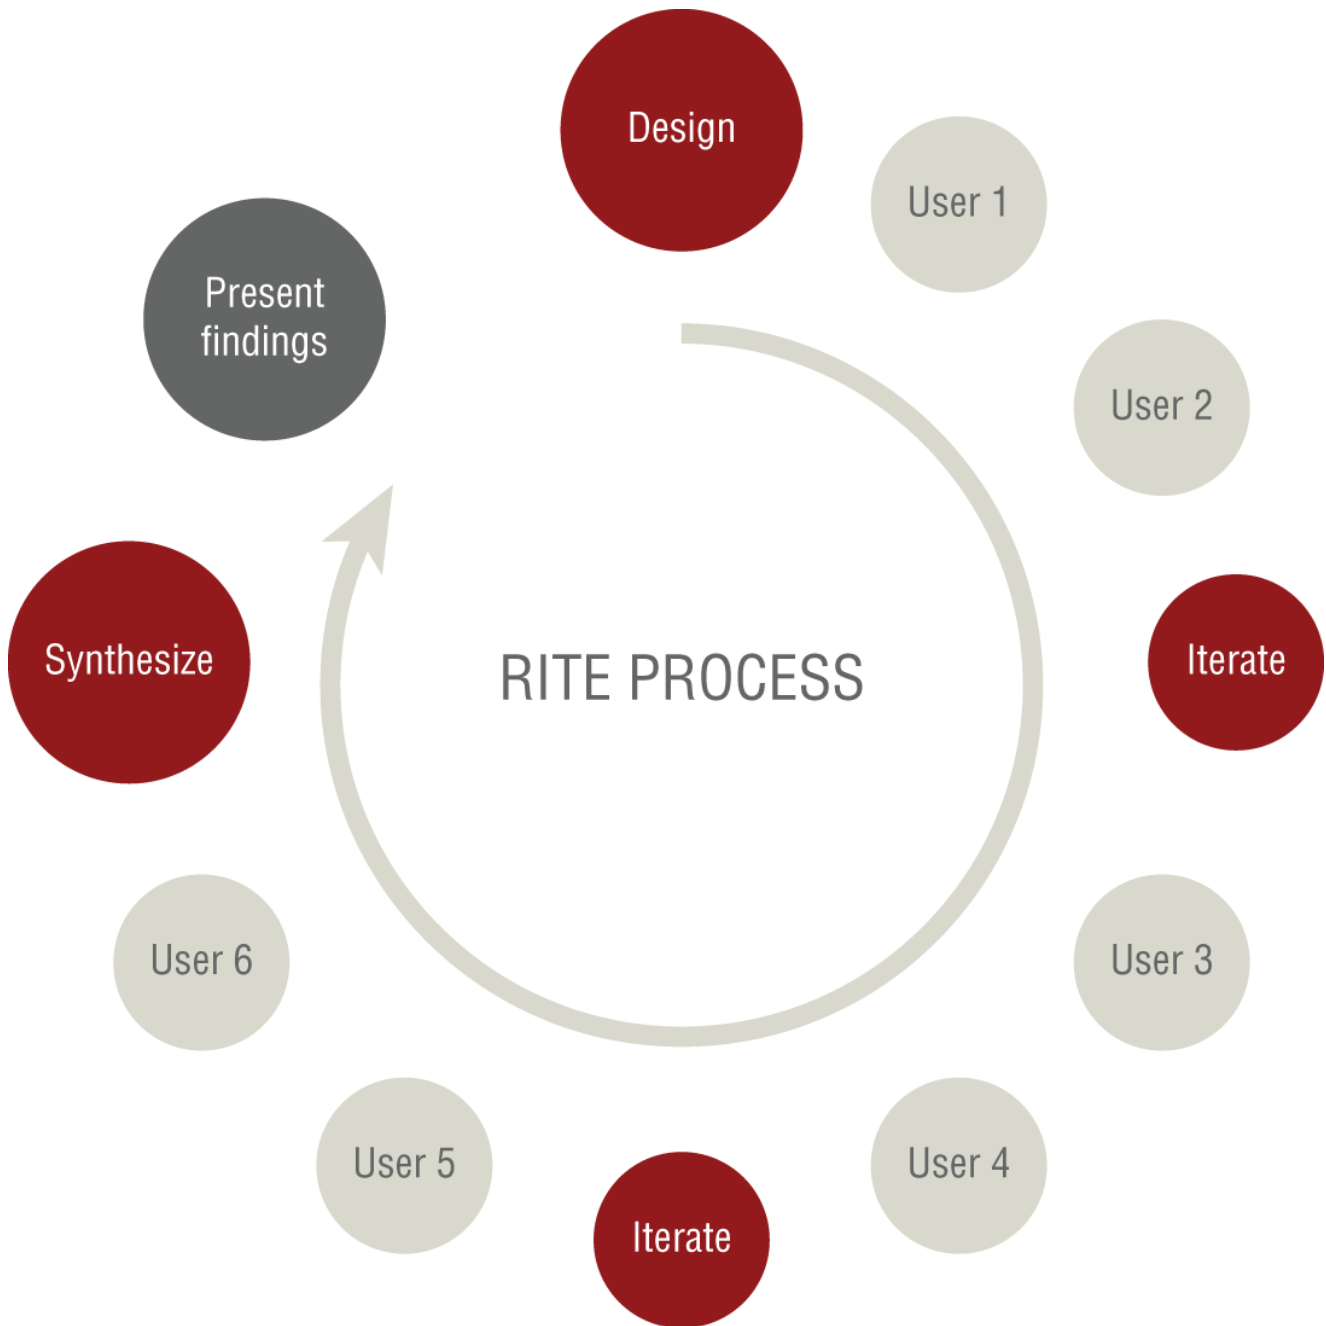 Design
User 1
User 2
Iterate
User 3
User 4
Iterate
User 5
User 6
Synthesize
Present
findings
RITE PROCESS